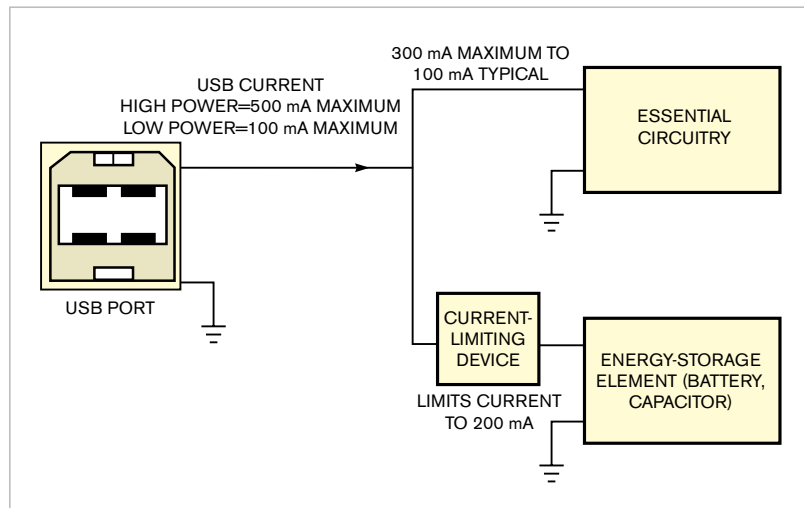 USB CURRENT
HIGH POWER=500 mA MAXIMUM
LOW POWER=100 mA MAXIMUM
300 mA MAXIMUM TO
100 mA TYPICAL
ESSENTIAL
CIRCUITRY
USB PORT
CURRENT-
LIMITING
DEVICE
LIMITS CURRENT
TO 200 mA
ENERGY-STORAGE
ELEMENT (BATTERY,
CAPACITOR)